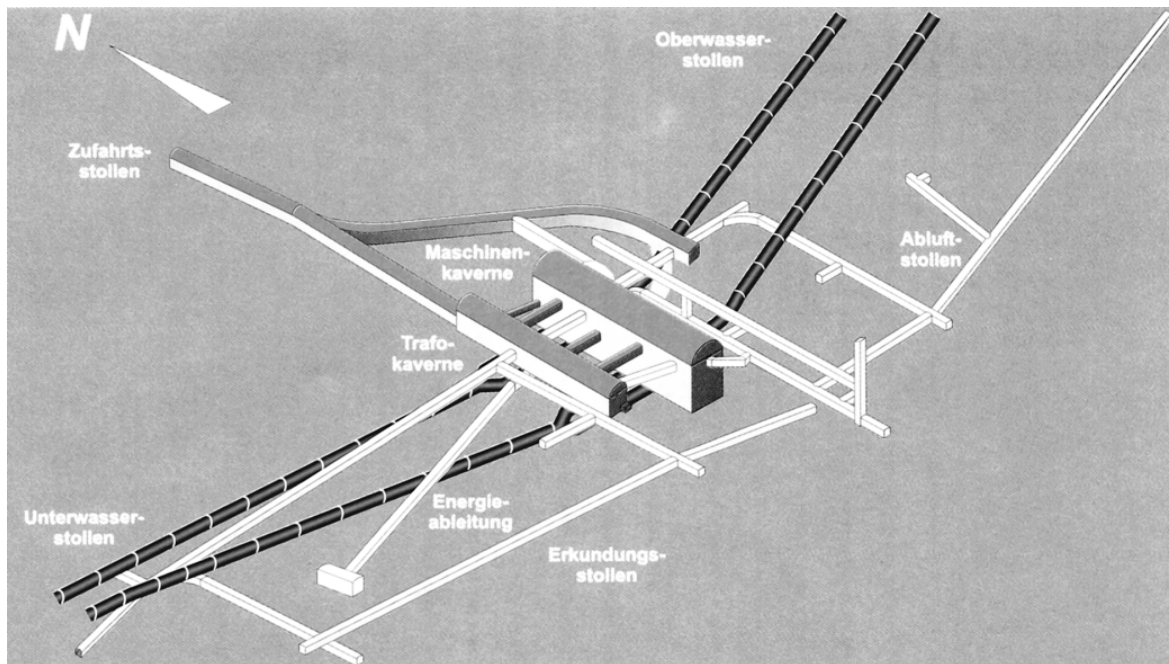 N
Oberwasser-
stollen
Zufahrts-
stollen
Maschinen-
kaverne
Abluft-
stollen
Trafo-
kaverne
Energie-
ableitung
Unterwasser-
stollen
Erkundungs-
stollen